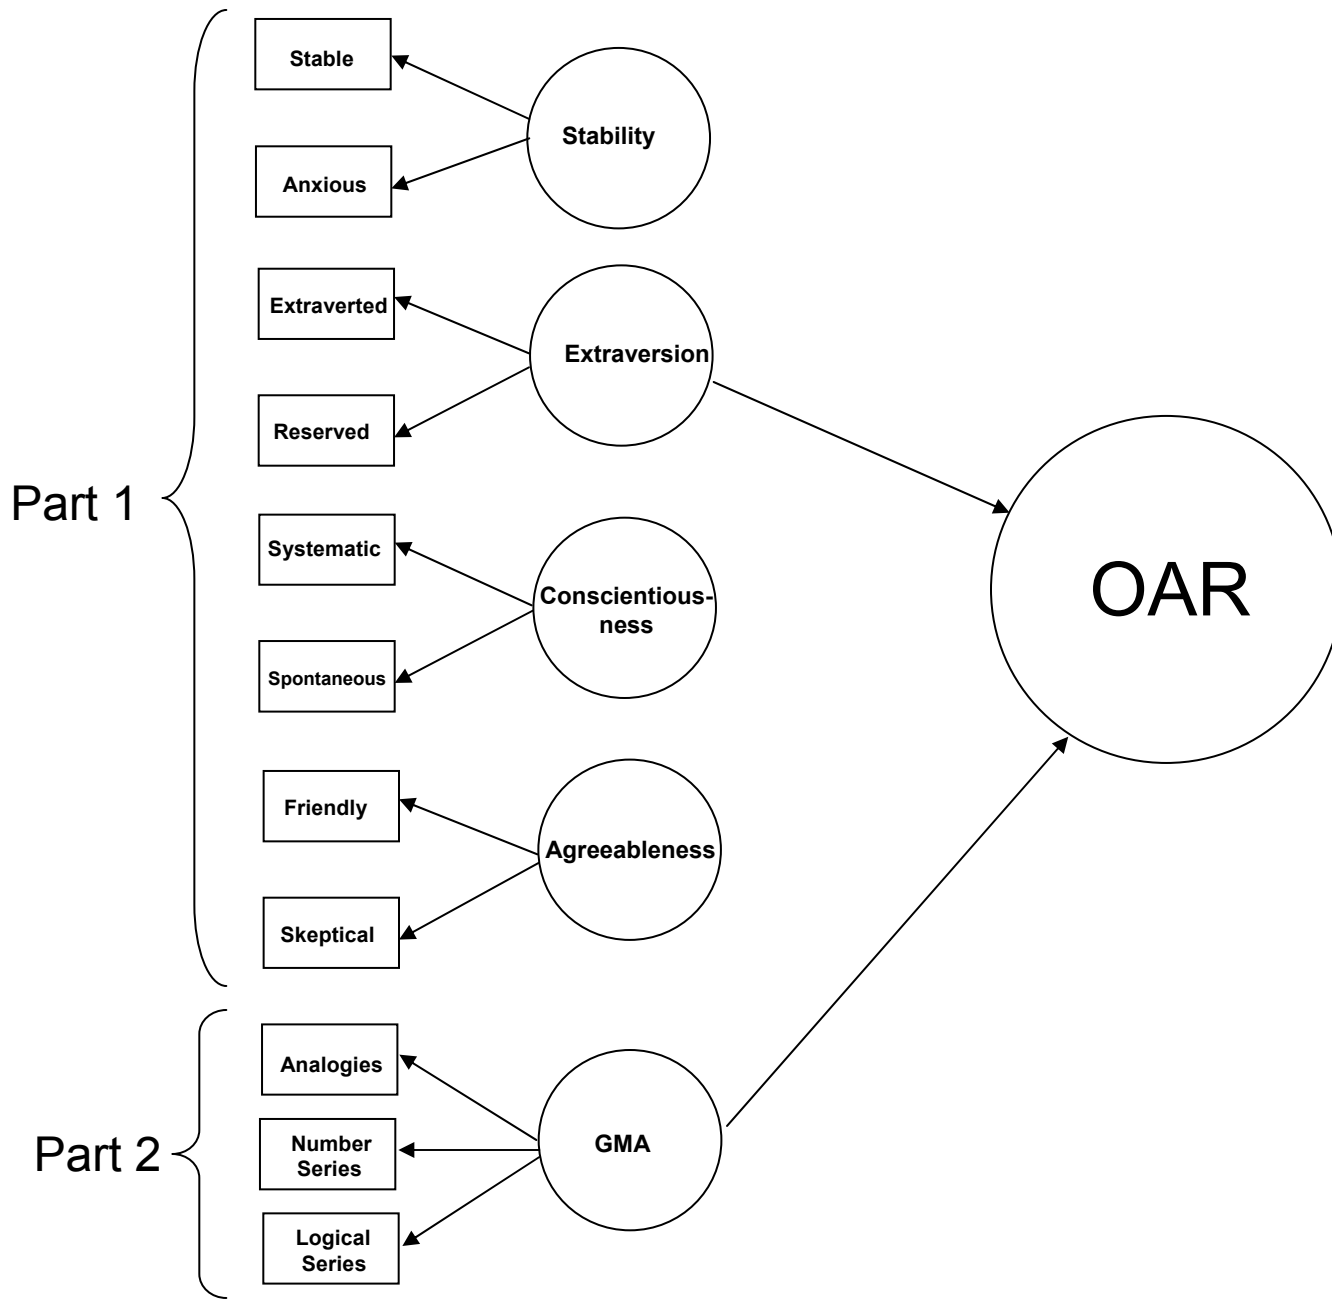 Stable
Stability
Anxious
Extraverted
Extraversion
Reserved
Part 1
Systematic
Conscientious-
ness
OAR
Spontaneous
Friendly
Agreeableness
Skeptical
Analogies
Part 2
Number
Series
GMA
Logical
Series